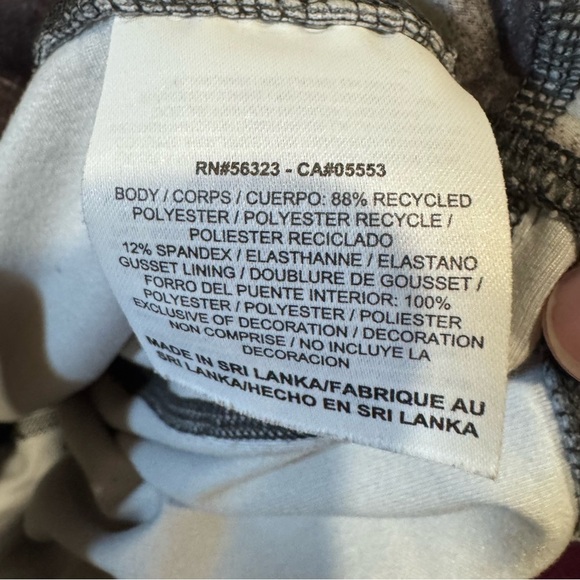 RN#56323 - CA#05553
BODY / CORPS / CUERPO: 88% RECYCLED
POLYESTER / POLYESTER RECYCLE /
POLIESTER RECICLADO
12% SPANDEX / ELASTHANNE / ELASTANO
GUSSET LINING / DOUBLURE DE GOUSSET /
FORRO DEL PUENTE INTERIOR: 100%
POLYESTER / POLYESTER / POLIESTER
EXCLUSIVE OF DECORATION / DECORATION
NON COMPRISE / NO INCLUYE LA
DECORACION
MADE IN SRI LANKA/FABRIQUE AU
SRI LANKA/HECHO EN SRI LANKA